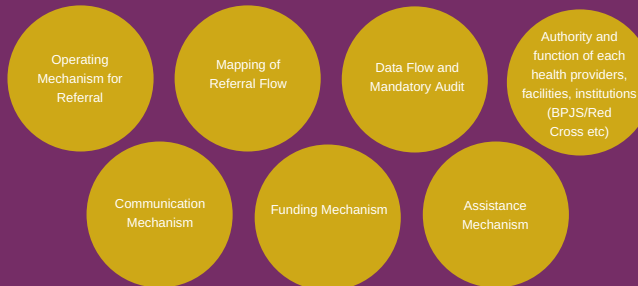 Operating
Mechanism for
Referral
Mapping of
Referral Flow
Data Flow and
Mandatory Audit
Authority and
function of each
health providers,
facilities, institutions
(BPJS/Red
Cross etc)
Communication
Mechanism
Funding Mechanism
Assistance
Mechanism